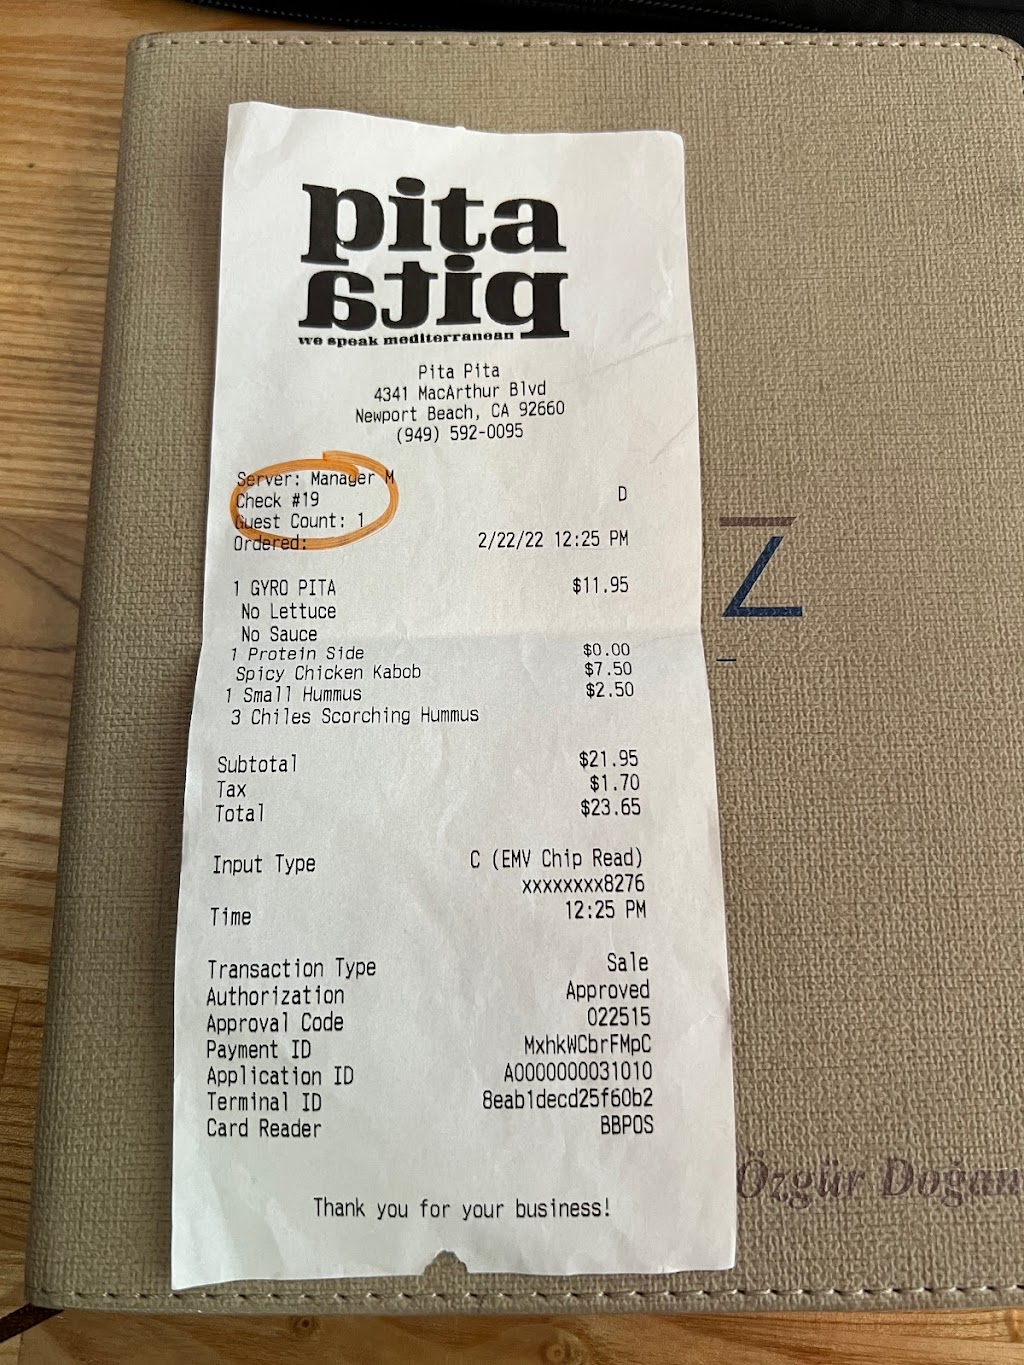 pita
pita
we speak mediterranean
Pita Pita
4341 MacArthur Blvd
Newport Beach, CA 92660
(949) 592-0095
Server: Manager M
Check #19 D
Guest Count: 1
Ordered: 2/22/22 12:25 PM
1 GYRO PITA $11.95
No Lettuce
No Sauce
1 Protein Side $0.00
Spicy Chicken Kabob $7.50
1 Small Hummus $2.50
3 Chiles Scorching Hummus
Subtotal $21.95
Tax $1.70
Total $23.65
Input Type C (EMV Chip Read)
xxxxxxxx8276
Time 12:25 PM
Transaction Type Sale
Authorization Approved
Approval Code 022515
Payment ID MxhkWCbrFMpC
Application ID A0000000031010
Terminal ID 8eab1decd25f60b2
Card Reader BBPOS
Thank you for your business!
Z
Özgür Doğan